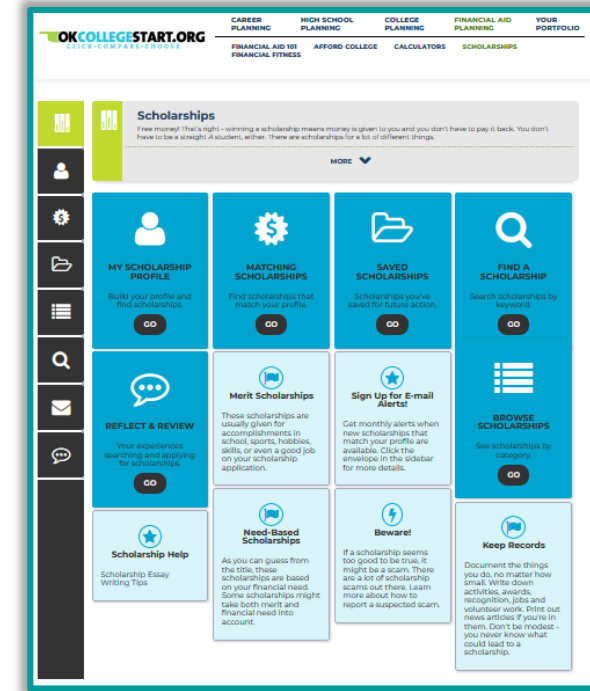 OKCOLLEGESTART.ORG
CLICK•COMPARE•CHOOSE
CAREER
PLANNING
HIGH SCHOOL
PLANNING
COLLEGE
PLANNING
FINANCIAL AID
PLANNING
YOUR
PORTFOLIO
FINANCIAL AID 101
AFFORD COLLEGE
CALCULATORS
SCHOLARSHIPS
FINANCIAL FITNESS
Scholarships
Free money! That's right - winning a scholarship means money is given to you and you don't have to pay it back. You don't
have to be a straight A student, either. There are scholarships for a lot of different things.
MORE
MY SCHOLARSHIP
PROFILE
Build your profile and
find scholarships.
GO
MATCHING
SCHOLARSHIPS
Find scholarships that
match your profile.
GO
SAVED
SCHOLARSHIPS
Scholarships you've
saved for future action.
GO
FIND A
SCHOLARSHIP
Search scholarships by
keyword.
GO
REFLECT & REVIEW
Your experiences
searching and applying
for scholarships.
GO
Merit Scholarships
These scholarships are
usually given for
accomplishments in
school, sports, hobbies,
skills, or even a good job
on your scholarship
application.
Sign Up for E-mail
Alerts!
Get monthly alerts when
new scholarships that
match your profile are
available. Click the
envelope in the sidebar
for more details.
BROWSE
SCHOLARSHIPS
See scholarships by
category.
GO
Scholarship Help
Scholarship Essay
Writing Tips
Need-Based
Scholarships
As you can guess from
the title, these
scholarships are based
on your financial need.
Some scholarships might
take both merit and
financial need into
account.
Beware!
If a scholarship seems
too good to be true, it
might be a scam. There
are a lot of scholarship
scams out there. Learn
more about how to
report a suspected scam.
Keep Records
Document the things
you do, no matter how
small. Write down
activities, awards,
recognition, jobs and
volunteer work. Print out
news articles if you're in
them. Don't be modest -
you never know what
could lead to a
scholarship.